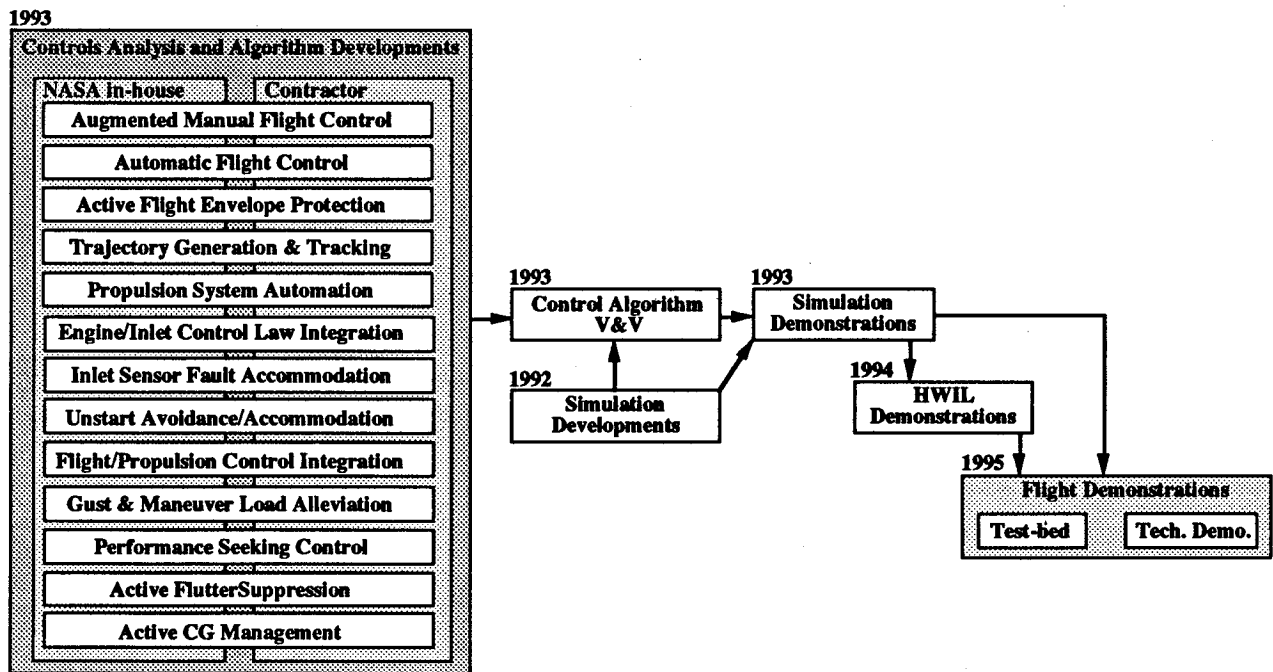 1993
Controls Analysis and Algorithm Developments
NASA in-house
Contractor
Augmented Manual Flight Control
Automatic Flight Control
Active Flight Envelope Protection
Trajectory Generation & Tracking
Propulsion System Automation
Engine/Inlet Control Law Integration
Inlet Sensor Fault Accommodation
Unstart Avoidance/Accommodation
Flight/Propulsion Control Integration
Gust & Maneuver Load Alleviation
Performance Seeking Control
Active FlutterSuppression
Active CG Management
1993
Control Algorithm
V&V
1992
Simulation
Developments
1993
Simulation
Demonstrations
1994
HWIL
Demonstrations
1995
Flight Demonstrations
Test-bed
Tech. Demo.